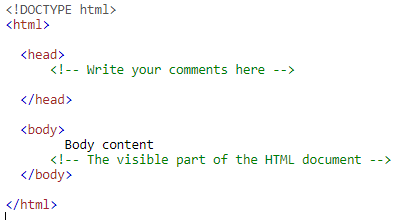 <!DOCTYPE html>
<html>
<head>
<!-- Write your comments here -->
</head>
<body>
Body content
<!-- The visible part of the HTML document -->
</body>
</html>